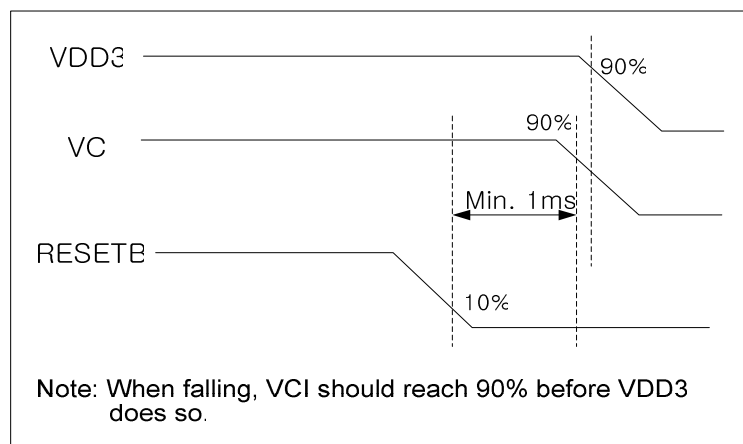 VDD3
90%
90%
VC
Min. 1ms
RESETB
10%
Note: When falling, VCI should reach 90% before VDD3
does so.